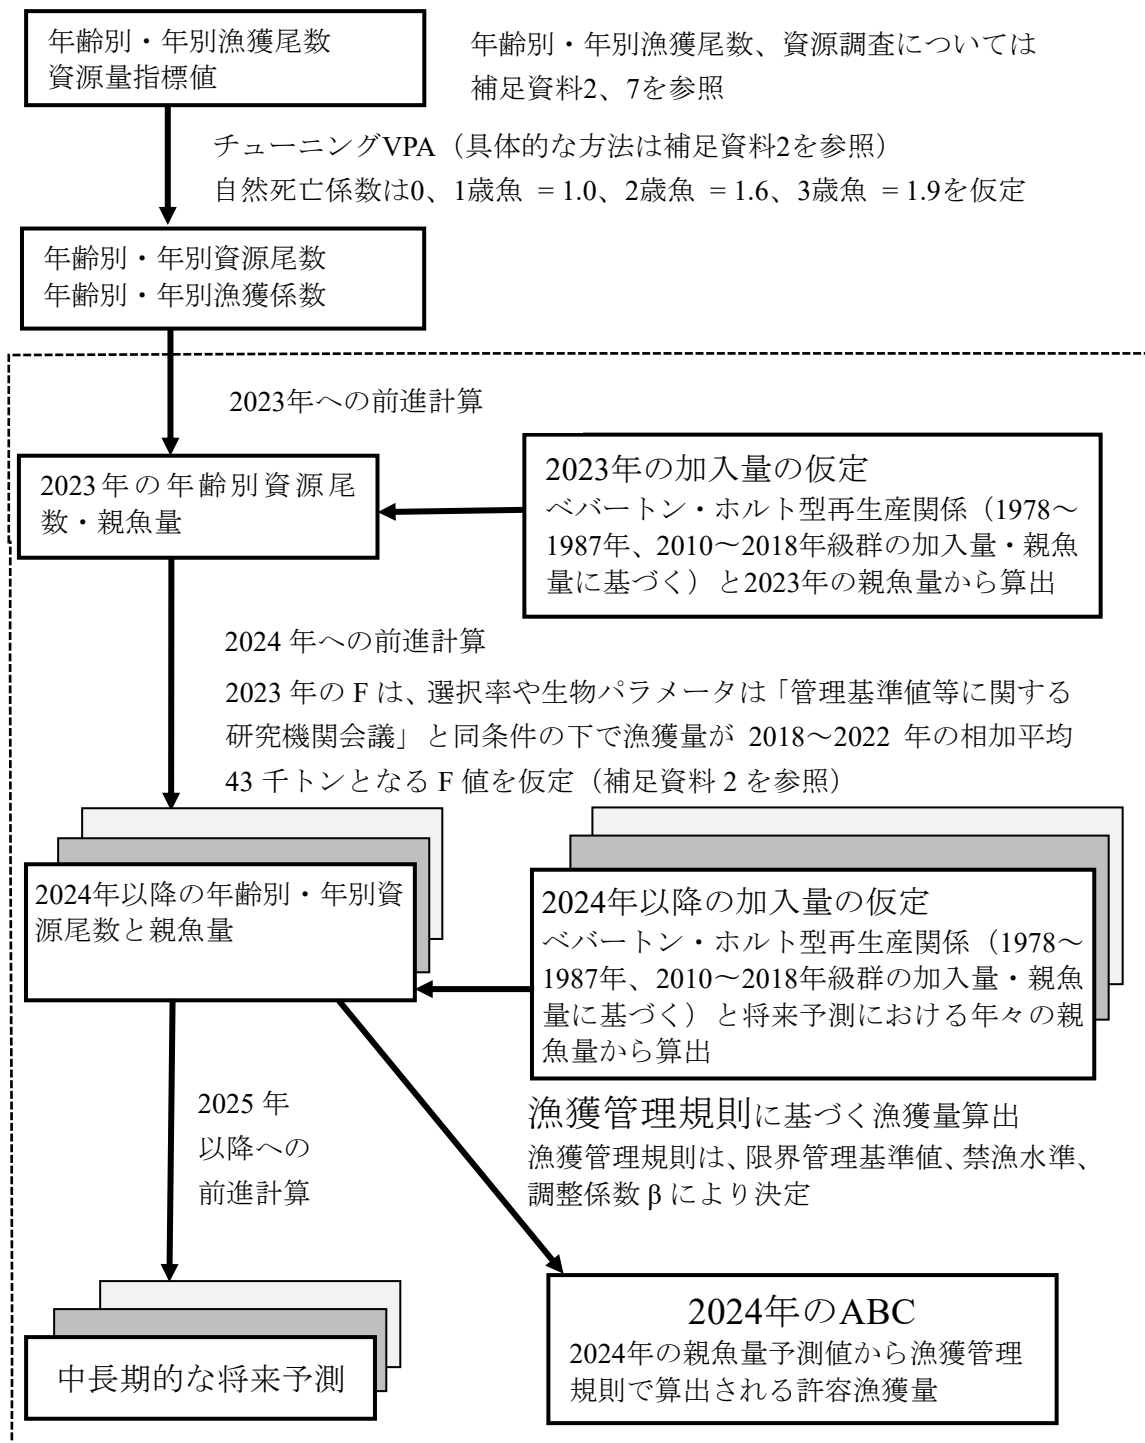 年齢別・年別漁獲尾数
資源量指標値
年齢別・年別漁獲尾数、資源調査については
補足資料2、7を参照
チューニングVPA（具体的な方法は補足資料2を参照）
自然死亡係数は0、1歳魚 = 1.0、2歳魚 = 1.6、3歳魚 = 1.9を仮定
年齢別・年別資源尾数
年齢別・年別漁獲係数
2023年への前進計算
2023年の年齢別資源尾
数・親魚量
2023年の加入量の仮定
ベバートン・ホルト型再生産関係（1978～
1987年、2010～2018年級群の加入量・親魚
量に基づく）と2023年の親魚量から算出
2024 年への前進計算
2023 年の F は、選択率や生物パラメータは「管理基準値等に関する
研究機関会議」と同条件の下で漁獲量が 2018～2022 年の相加平均
43 千トンとなる F 値を仮定（補足資料 2 を参照）
2024年以降の年齢別・年別資
源尾数と親魚量
2024年以降の加入量の仮定
ベバートン・ホルト型再生産関係（1978～
1987年、2010～2018年級群の加入量・親魚
量に基づく）と将来予測における年々の親
魚量から算出
2025 年
以降への
前進計算
漁獲管理規則に基づく漁獲量算出
漁獲管理規則は、限界管理基準値、禁漁水準、
調整係数 β により決定
中長期的な将来予測
2024年のABC
2024年の親魚量予測値から漁獲管理
規則で算出される許容漁獲量